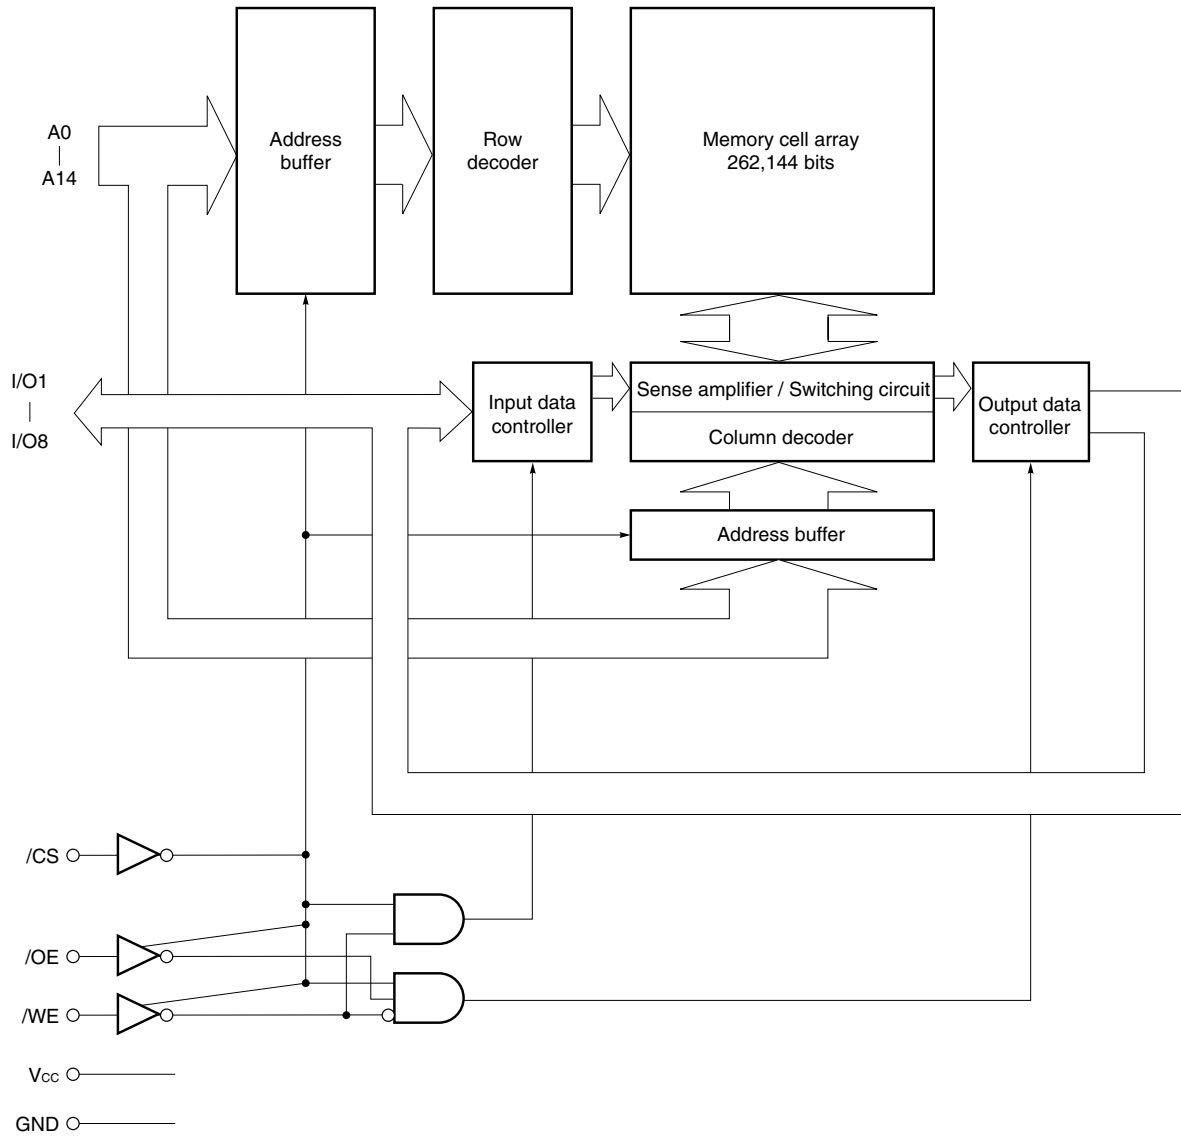 A0
A14
Address
buffer
Row
decoder
Memory cell array
262,144 bits
I/O1
I/O8
Input data
controller
Sense amplifier / Switching circuit
Column decoder
Output data
controller
Address buffer
/CS
/OE
/WE
VCC
GND